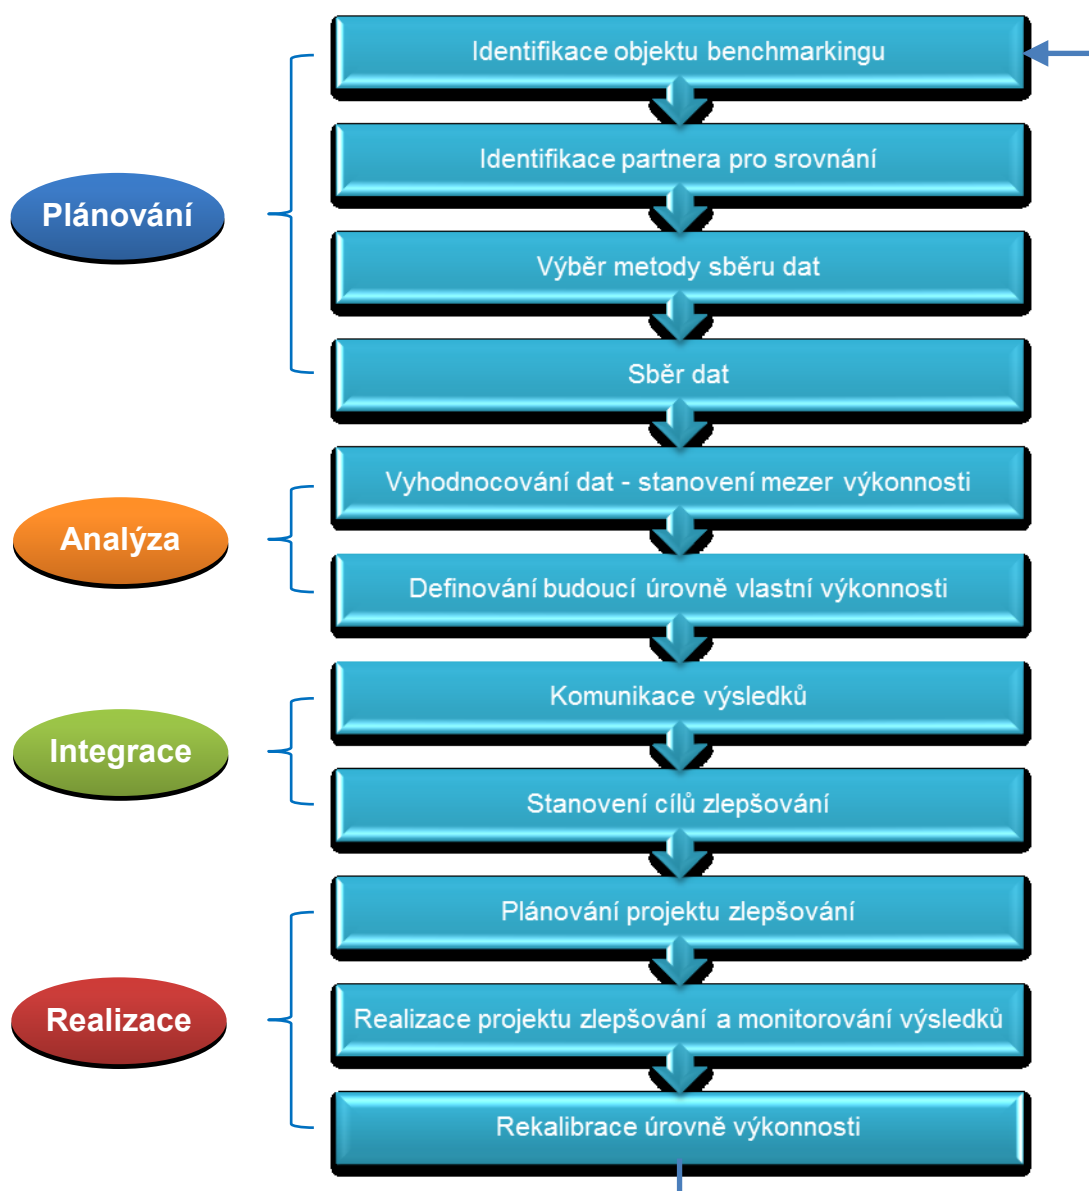 Identifikace objektu benchmarkingu
Identifikace partnera pro srovnání
Plánování
Výběr metody sběru dat
Sběr dat
Vyhodnocování dat - stanovení mezer výkonnosti
Analýza
Definování budoucí úrovně vlastní výkonnosti
Komunikace výsledků
Integrace
Stanovení cílů zlepšování
Plánování projektu zlepšování
Realizace
Realizace projektu zlepšování a monitorování výsledků
Rekalibrace úrovně výkonnosti